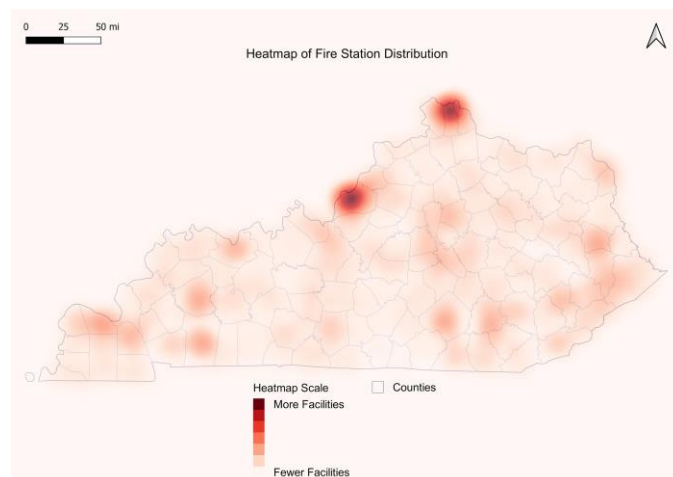 0 25 50 mi
Heatmap of Fire Station Distribution
Heatmap Scale
Counties
More Facilities
Fewer Facilities